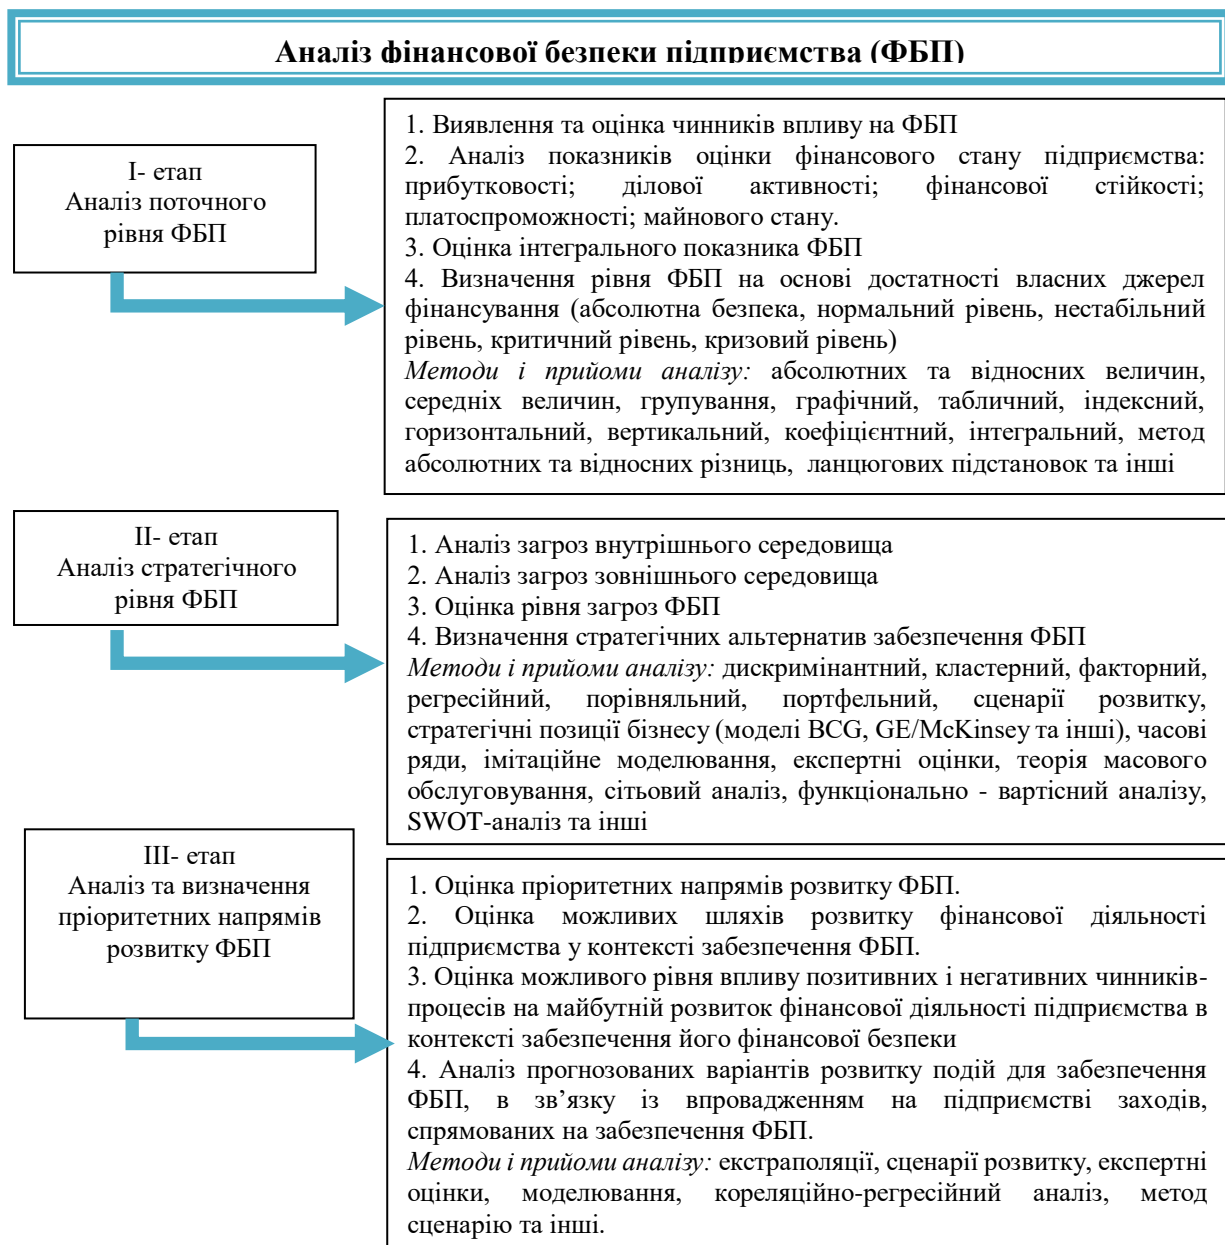 Аналіз фінансової безпеки підприємства (ФБП)
І- етап
Аналіз поточного
рівня ФБП
1. Виявлення та оцінка чинників впливу на ФБП
2. Аналіз показників оцінки фінансового стану підприємства:
прибутковості; ділової активності; фінансової стійкості;
платоспроможності; майнового стану.
3. Оцінка інтегрального показника ФБП
4. Визначення рівня ФБП на основі достатності власних джерел
фінансування (абсолютна безпека, нормальний рівень, нестабільний
рівень, критичний рівень, кризовий рівень)
Методи і прийоми аналізу: абсолютних та відносних величин,
середніх величин, групування, графічний, табличний, індексний,
горизонтальний, вертикальний, коефіцієнтний, інтегральний, метод
абсолютних та відносних різниць, ланцюгових підстановок та інші
ІІ- етап
Аналіз стратегічного
рівня ФБП
1. Аналіз загроз внутрішнього середовища
2. Аналіз загроз зовнішнього середовища
3. Оцінка рівня загроз ФБП
4. Визначення стратегічних альтернатив забезпечення ФБП
Методи і прийоми аналізу: дискримінантний, кластерний, факторний,
регресійний, порівняльний, портфельний, сценарії розвитку,
стратегічні позиції бізнесу (моделі BCG, GE/McKinsey та інші), часові
ряди, імітаційне моделювання, експертні оцінки, теорія масового
обслуговування, сітьовий аналіз, функціонально - вартісний аналізу,
SWOT-аналіз та інші
ІІІ- етап
Аналіз та визначення
пріоритетних напрямів
розвитку ФБП
1. Оцінка пріоритетних напрямів розвитку ФБП.
2. Оцінка можливих шляхів розвитку фінансової діяльності
підприємства у контексті забезпечення ФБП.
3. Оцінка можливого рівня впливу позитивних і негативних чинників-
процесів на майбутній розвиток фінансової діяльності підприємства в
контексті забезпечення його фінансової безпеки
4. Аналіз прогнозованих варіантів розвитку подій для забезпечення
ФБП, в зв’язку із впровадженням на підприємстві заходів,
спрямованих на забезпечення ФБП.
Методи і прийоми аналізу: екстраполяції, сценарії розвитку, експертні
оцінки, моделювання, кореляційно-регресійний аналіз, метод
сценарію та інші.